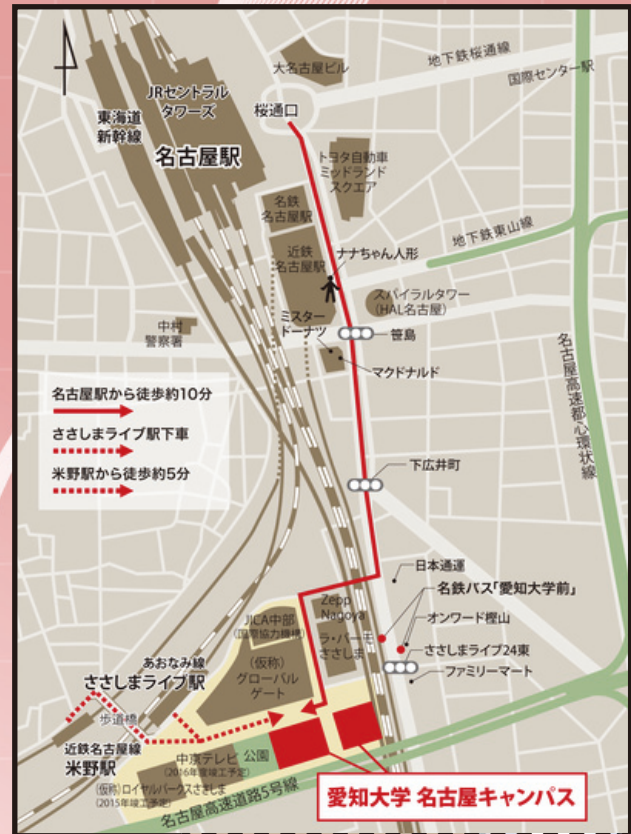 大名古屋ビル
地下鉄桜通線
国際センター駅
JRセントラル
タワーズ
東海道
新幹線
桜通口
名古屋駅
トヨタ自動車
ミッドランド
スクエア
名鉄
名古屋駅
近鉄
名古屋駅
ナナちゃん人形
地下鉄東山線
スパイラルタワー
(HAL名古屋)
ミスター
ドーナツ
笹島
中村
警察署
マクドナルド
名古屋高速都心環状線
名古屋駅から徒歩約10分
ささしまライブ駅下車
米野駅から徒歩約5分
下広井町
日本通運
名鉄バス「愛知大学前」
Zepp
Nagoya
オンワード樫山
JICA中部
(国際協力機構)
ラ・バーモ
ささしま
ささしまライブ24東
ファミリーマート
あおなみ線
ささしまライブ駅
(仮称)
グローバル
ゲート
歩道橋
近鉄名古屋線
米野駅
中京テレビ
(2016年度竣工予定)
公園
(仮称)ロイヤルパークスささしま
(2015年竣工予定)
名古屋高速道路5号線
愛知大学 名古屋キャンパス